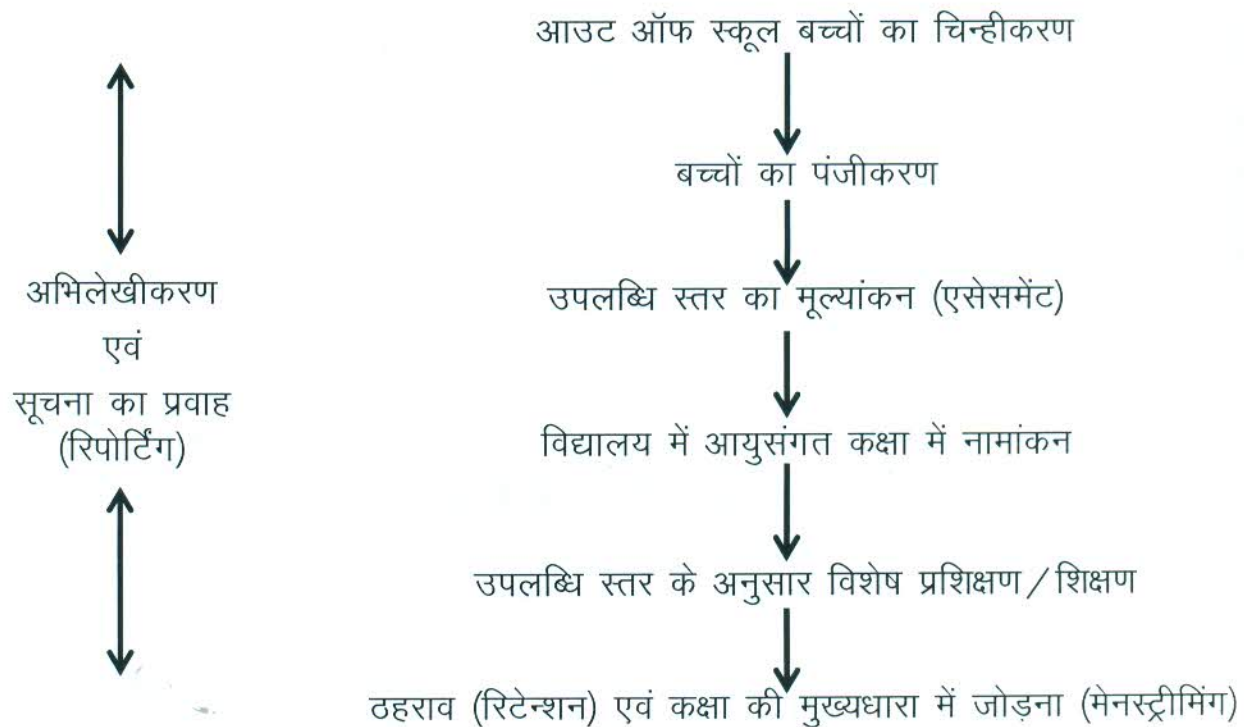 आउट ऑफ स्कूल बच्चों का चिन्हीकरण
बच्चों का पंजीकरण
उपलब्धि स्तर का मूल्यांकन (एसेसमेंट)
विद्यालय में आयुसंगत कक्षा में नामांकन
उपलब्धि स्तर के अनुसार विशेष प्रशिक्षण / शिक्षण
ठहराव (रिटेन्शन) एवं कक्षा की मुख्यधारा में जोड़ना (मेनस्ट्रीमिंग)
अभिलेखीकरण
एवं
सूचना का प्रवाह
(रिपोर्टिंग)